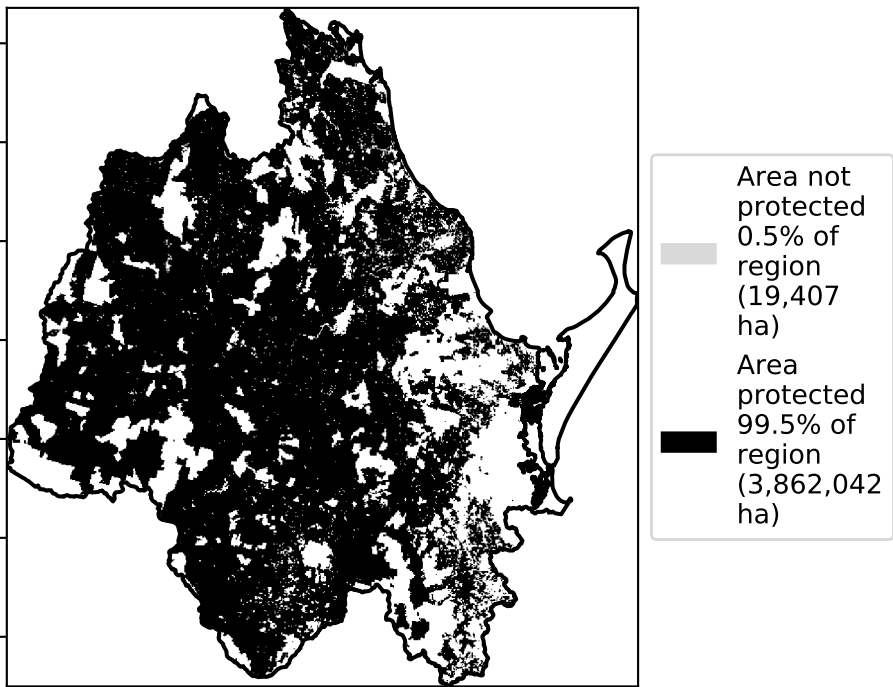 Area not
protected
0.5% of
region
(19,407
ha)
Area
protected
99.5% of
region
(3,862,042
ha)